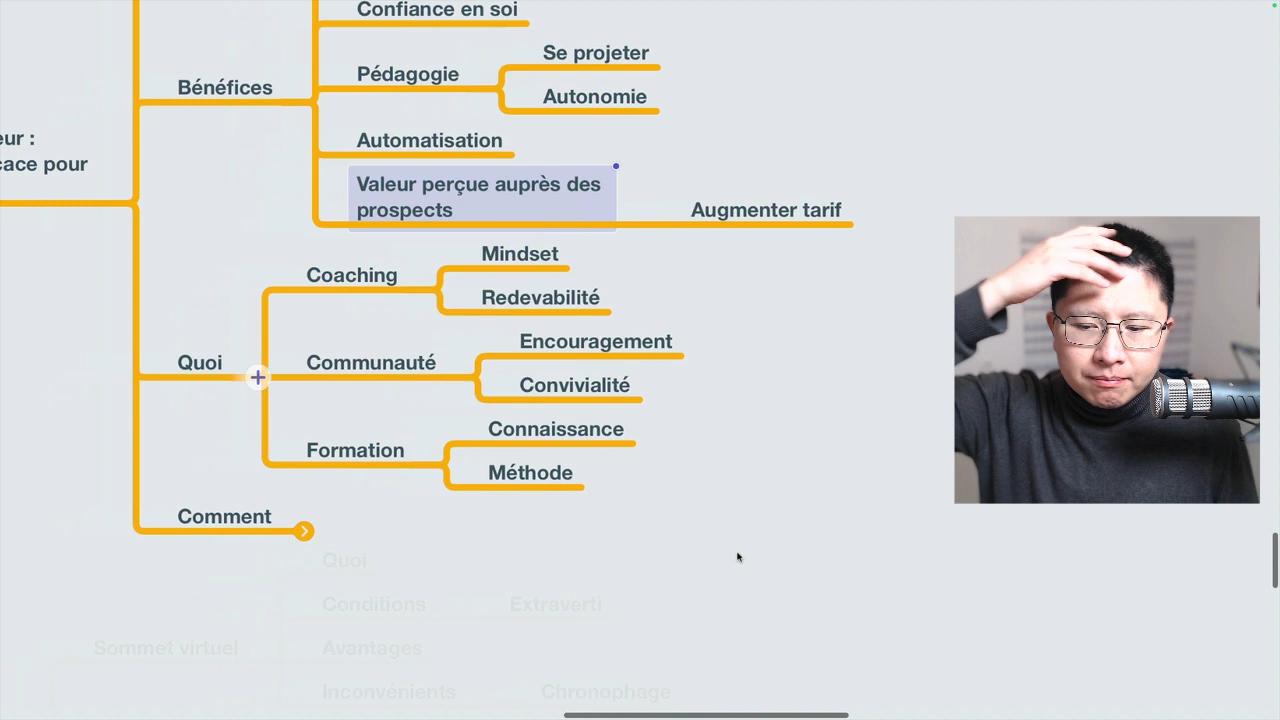 Confiance en soi
Se projeter
Pédagogie
Bénéfices
Autonomie
eur :
Automatisation
cace pour
Valeur perçue auprès des
prospects
Augmenter tarif
Mindset
Coaching
Redevabilité
Encouragement
Quoi
Communauté
Convivialité
Connaissance
Formation
Méthode
Comment
Quoi
Conditions
Extraverti
Sommet virtuel
Avantages
Inconvénients
Chronophage